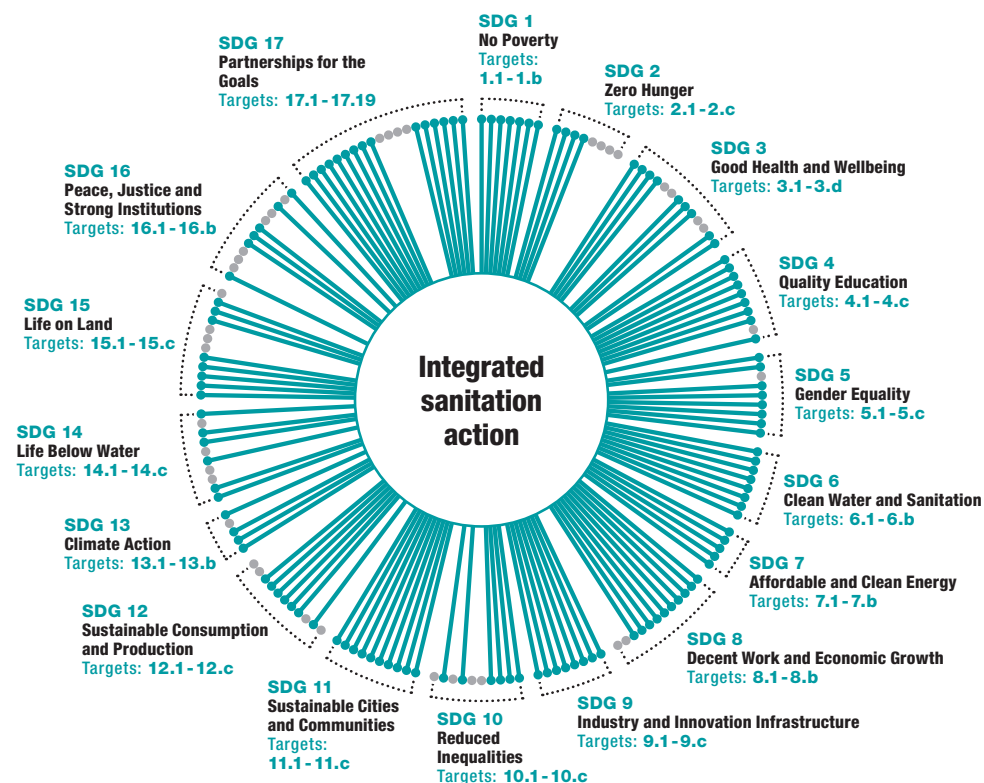 SDG 1
No Poverty
Targets:
1.1-1.b
SDG 2
Zero Hunger
Targets: 2.1-2.c
SDG 3
Good Health and Wellbeing
Targets: 3.1-3.d
SDG 4
Quality Education
Targets: 4.1-4.c
SDG 5
Gender Equality
Targets: 5.1-5.c
SDG 6
Clean Water and Sanitation
Targets: 6.1-6.b
SDG 7
Affordable and Clean Energy
Targets: 7.1-7.b
SDG 8
Decent Work and Economic Growth
Targets: 8.1-8.b
SDG 9
Industry and Innovation Infrastructure
Targets: 9.1-9.c
SDG 10
Reduced
Inequalities
Targets: 10.1-10.c
SDG 11
Sustainable Cities
and Communities
Targets:
11.1-11.c
SDG 12
Sustainable Consumption
and Production
Targets: 12.1-12.c
SDG 13
Climate Action
Targets: 13.1-13.b
SDG 14
Life Below Water
Targets: 14.1-14.c
SDG 15
Life on Land
Targets: 15.1-15.c
SDG 16
Peace, Justice and
Strong Institutions
Targets: 16.1-16.b
SDG 17
Partnerships for the
Goals
Targets: 17.1-17.19
Integrated
sanitation
action